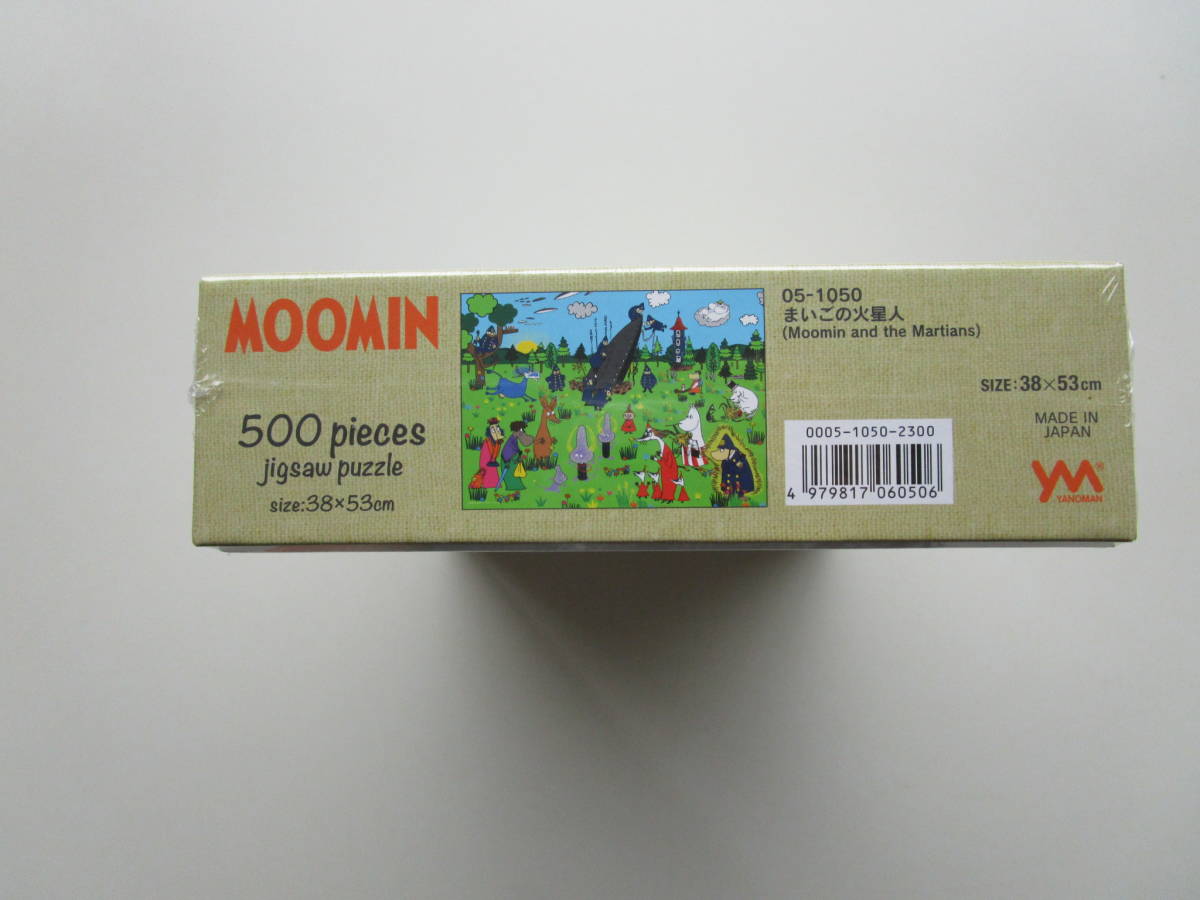 MOOMIN
500 pieces
jigsaw puzzle
size:38×53cm
05-1050
まいごの火星人
(Moomin and the Martians)
SIZE:38×53cm
MADE IN
JAPAN
0005-1050-2300
4 979817 060506
YM®
YANOMAN